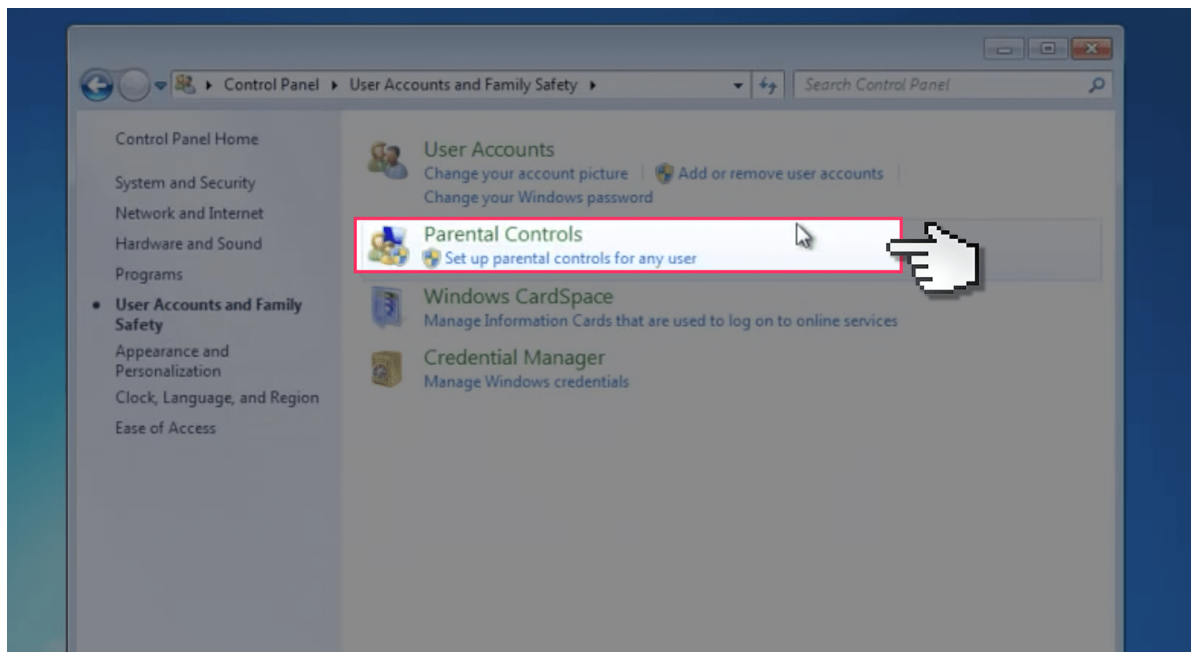 Control Panel User Accounts and Family Safety Search Control Panel
Control Panel Home
System and Security
Network and Internet
Hardware and Sound
Programs
User Accounts and Family
Safety
Appearance and
Personalization
Clock, Language, and Region
Ease of Access
User Accounts
Change your account picture Add or remove user accounts
Change your Windows password
Parental Controls
Set up parental controls for any user
Windows CardSpace
Manage Information Cards that are used to log on to online services
Credential Manager
Manage Windows credentials